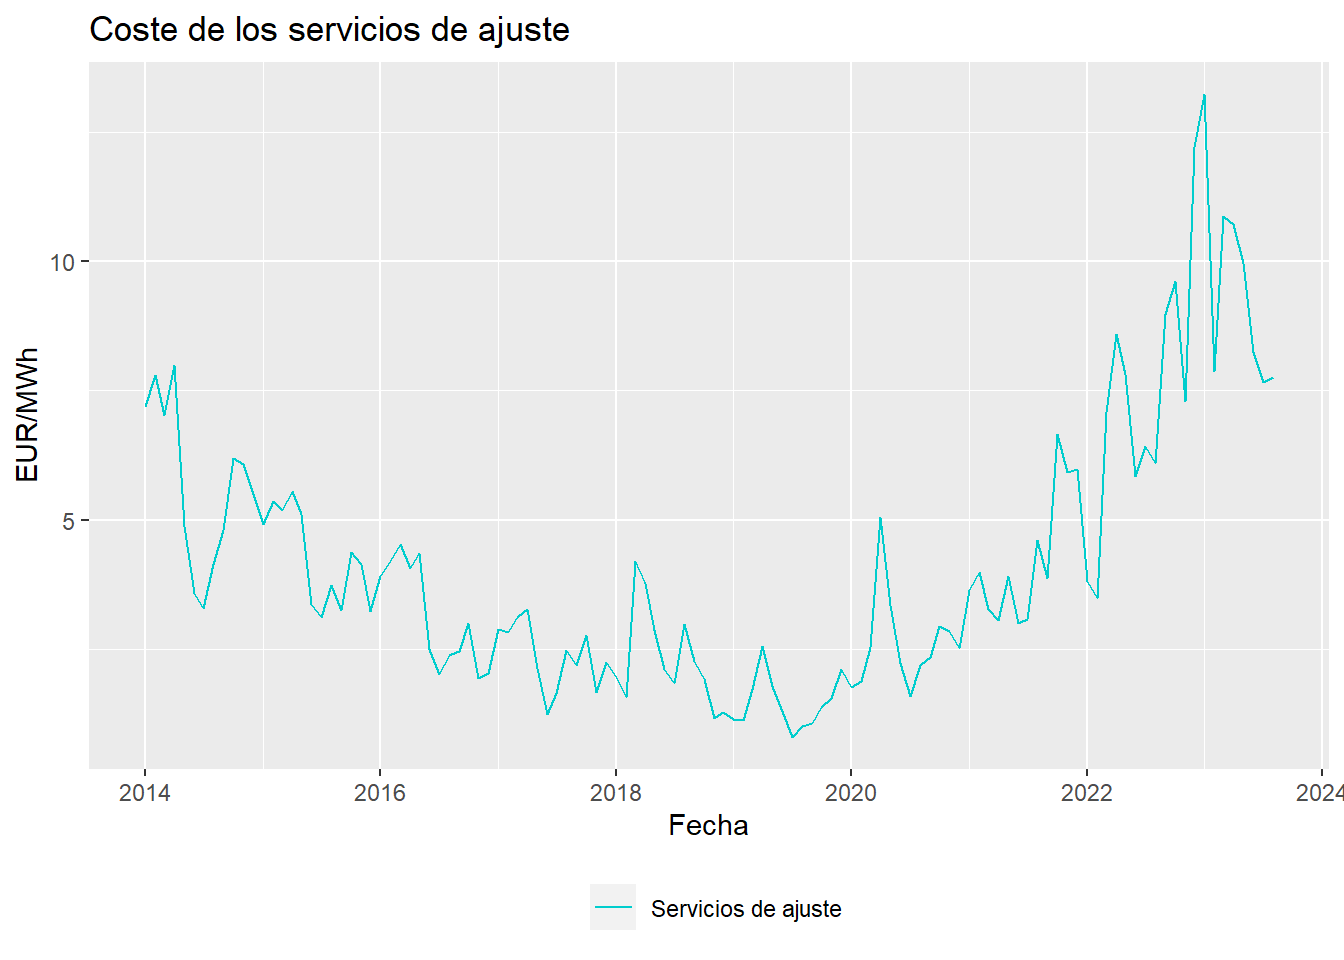 Coste de los servicios de ajuste
EUR/MWh
10
5
2014 2016 2018 2020 2022 2024
Fecha
Servicios de ajuste